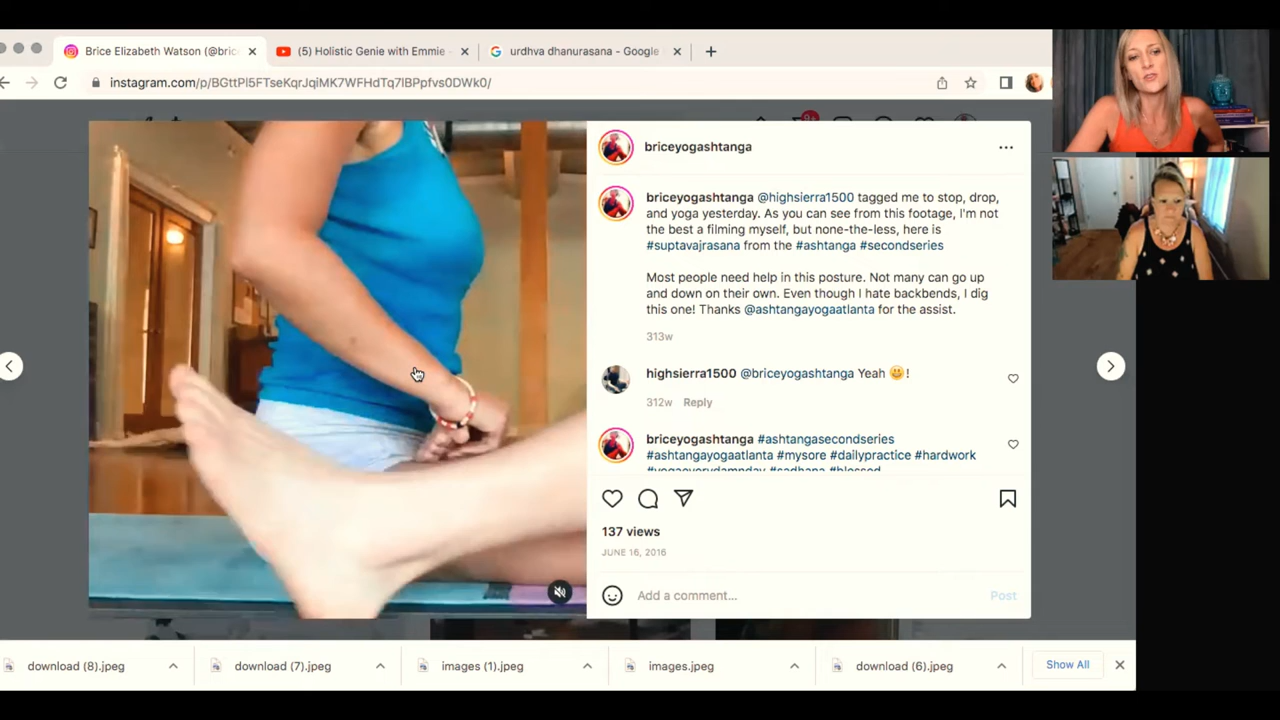 Brice Elizabeth Watson (@bric
(5) Holistic Genie with Emmie -
urdhva dhanurasana - Google
instagram.com/p/BGttPl5FTseKqrJqiMK7WFHdTq7lBPpfvs0DWk0/
briceyogashtanga
briceyogashtanga @highsierra1500 tagged me to stop, drop,
and yoga yesterday. As you can see from this footage, I'm not
the best a filming myself, but none-the-less, here is
#suptavajrasana from the #ashtanga #secondseries
Most people need help in this posture. Not many can go up
and down on their own. Even though I hate backbends, I dig
this one! Thanks @ashtangayogaatlanta for the assist.
313w
highsierra1500 @briceyogashtanga Yeah 😀!
312w Reply
briceyogashtanga #ashtangasecondseries
#ashtangayogaatlanta #mysore #dailypractice #hardwork
#yogaeverydamnday #sadhana #blessed
137 views
JUNE 16, 2016
Add a comment...
Post
download (8).jpeg
download (7).jpeg
images (1).jpeg
images.jpeg
download (6).jpeg
Show All